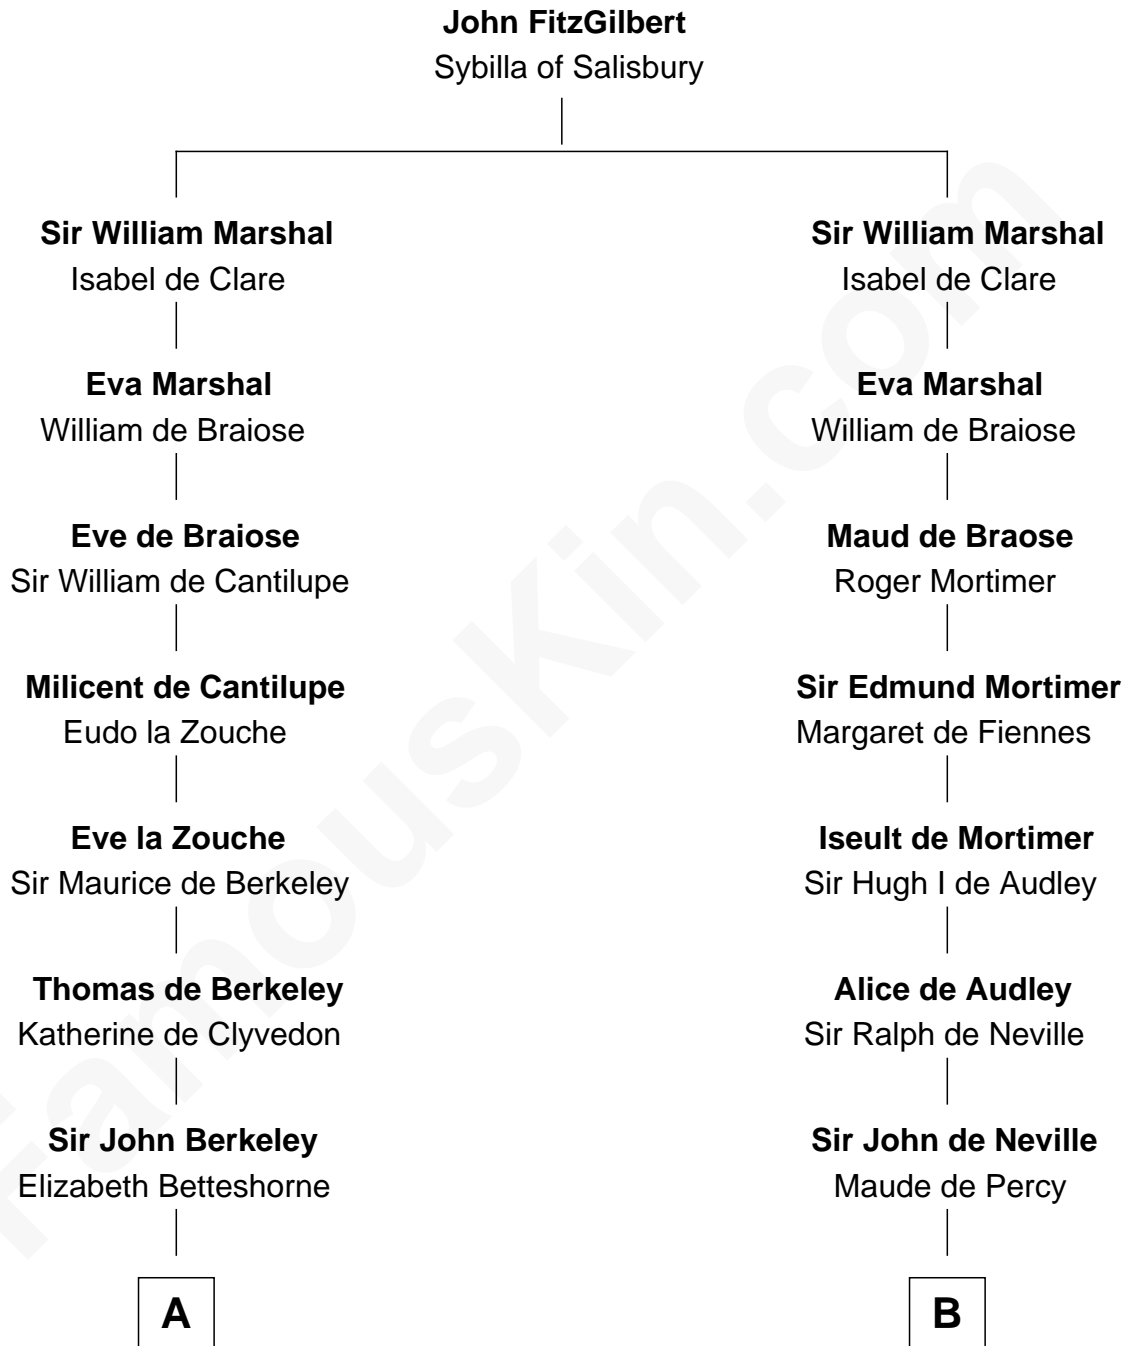 John FitzGilbert
Sybilla of Salisbury
Sir William Marshal
Isabel de Clare
Eva Marshal
William de Braiose
Eve de Braiose
Sir William de Cantilupe
Milicent de Cantilupe
Eudo la Zouche
Eve la Zouche
Sir Maurice de Berkeley
Thomas de Berkeley
Katherine de Clyvedon
Sir John Berkeley
Elizabeth Betteshorne
A
Sir William Marshal
Isabel de Clare
Eva Marshal
William de Braiose
Maud de Braose
Roger Mortimer
Sir Edmund Mortimer
Margaret de Fiennes
Iseult de Mortimer
Sir Hugh I de Audley
Alice de Audley
Sir Ralph de Neville
Sir John de Neville
Maude de Percy
B
FamousKin.com